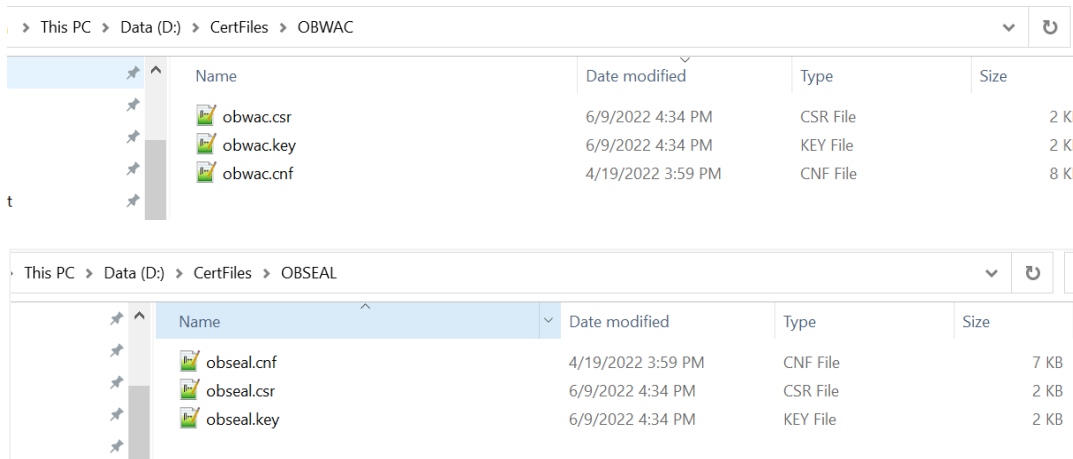 This PC > Data (D:) > CertFiles > OBWAC
Name Date modified Type Size
obwac.csr 6/9/2022 4:34 PM CSR File 2 K
obwac.key 6/9/2022 4:34 PM KEY File 2 K
obwac.cnf 4/19/2022 3:59 PM CNF File 8 K
t
This PC > Data (D:) > CertFiles > OBSEAL
Name Date modified Type Size
obseal.cnf 4/19/2022 3:59 PM CNF File 7 KB
obseal.csr 6/9/2022 4:34 PM CSR File 2 KB
obseal.key 6/9/2022 4:34 PM KEY File 2 KB